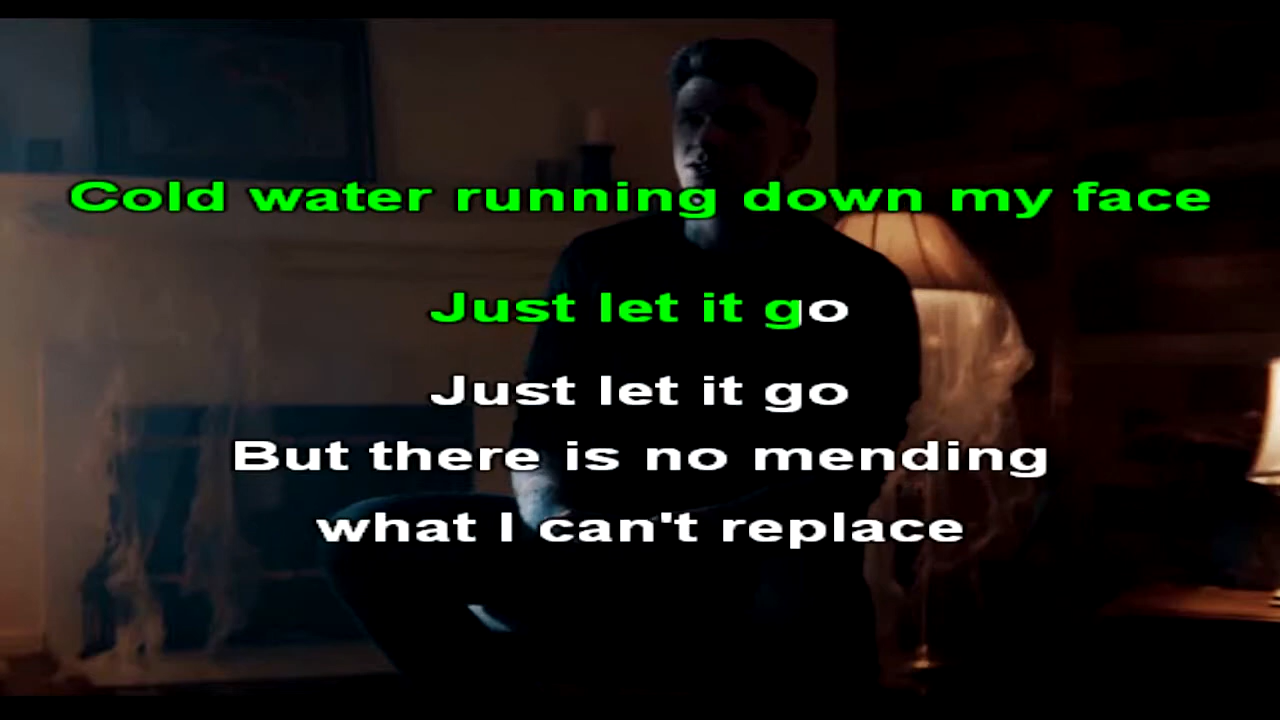 Cold water running down my face
Just let it go
Just let it go
But there is no mending
what I can't replace